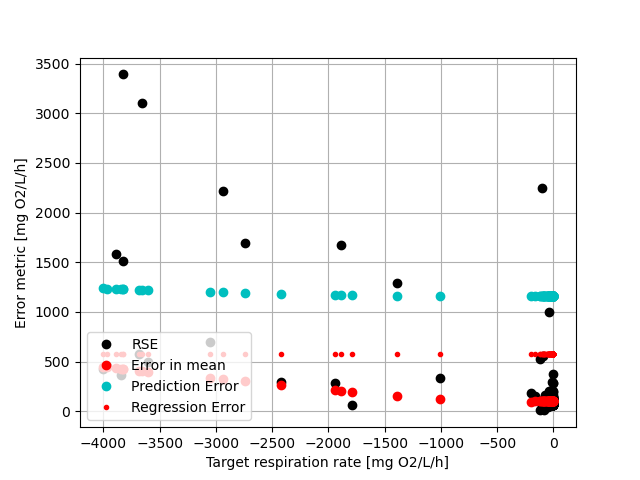 3500
3000
2500
2000
1500
1000
500
0
Error metric [mg O2/L/h]
RSE
Error in mean
Prediction Error
Regression Error
−4000 −3500 −3000 −2500 −2000 −1500 −1000 −500 0
Target respiration rate [mg O2/L/h]